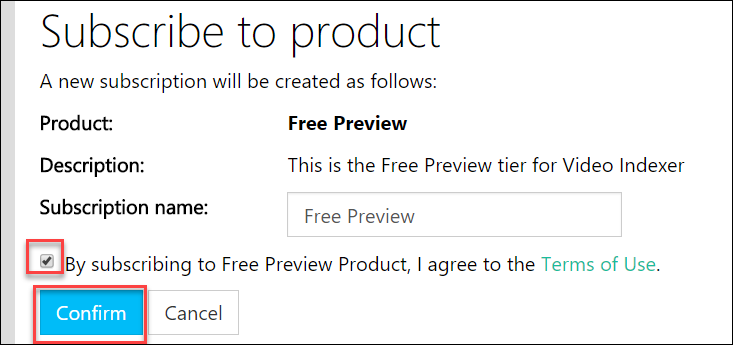 Subscribe to product
A new subscription will be created as follows:
Product: Free Preview
Description: This is the Free Preview tier for Video Indexer
Subscription name: Free Preview
By subscribing to Free Preview Product, I agree to the Terms of Use.
Confirm Cancel